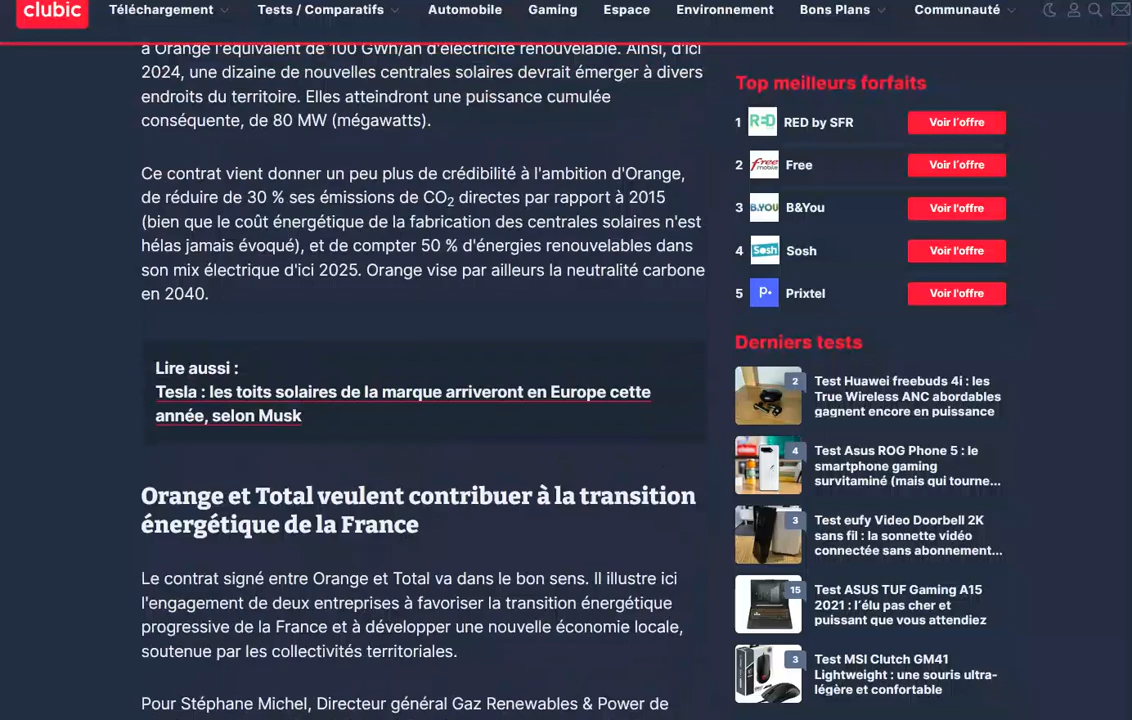 clubic
Téléchargement
Tests / Comparatifs
Automobile
Gaming
Espace
Environnement
Bons Plans
Communauté
à Orange l'équivalent de 100 GWh/an d'électricité renouvelable. Ainsi, d'ici
2024, une dizaine de nouvelles centrales solaires devrait émerger à divers
endroits du territoire. Elles atteindront une puissance cumulée
conséquente, de 80 MW (mégawatts).
Ce contrat vient donner un peu plus de crédibilité à l'ambition d'Orange,
de réduire de 30 % ses émissions de CO2 directes par rapport à 2015
(bien que le coût énergétique de la fabrication des centrales solaires n'est
hélas jamais évoqué), et de compter 50 % d'énergies renouvelables dans
son mix électrique d'ici 2025. Orange vise par ailleurs la neutralité carbone
en 2040.
Lire aussi :
Tesla : les toits solaires de la marque arriveront en Europe cette
année, selon Musk
Orange et Total veulent contribuer à la transition
énergétique de la France
Le contrat signé entre Orange et Total va dans le bon sens. Il illustre ici
l'engagement de deux entreprises à favoriser la transition énergétique
progressive de la France et à développer une nouvelle économie locale,
soutenue par les collectivités territoriales.
Pour Stéphane Michel, Directeur général Gaz Renewables & Power de
Top meilleurs forfaits
1 RED RED by SFR Voir l'offre
2 free mobile Free Voir l'offre
3 B.YOU B&You Voir l'offre
4 Sosh Sosh Voir l'offre
5 p. Prixtel Voir l'offre
Derniers tests
2
Test Huawei freebuds 4i : les
True Wireless ANC abordables
gagnent encore en puissance
4
Test Asus ROG Phone 5 : le
smartphone gaming
survitaminé (mais qui tourne...
3
Test eufy Video Doorbell 2K
sans fil : la sonnette vidéo
connectée sans abonnement...
15
Test ASUS TUF Gaming A15
2021 : l'élu pas cher et
puissant que vous attendiez
3
Test MSI Clutch GM41
Lightweight : une souris ultra-
légère et confortable